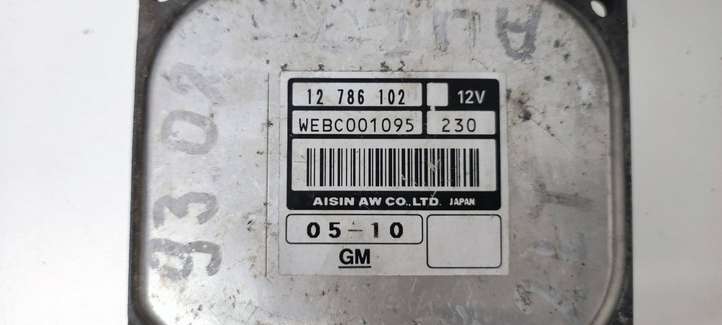 12 786 102 12V
WEBC001095 230
AISIN AW CO.,LTD. JAPAN
05-10
GM